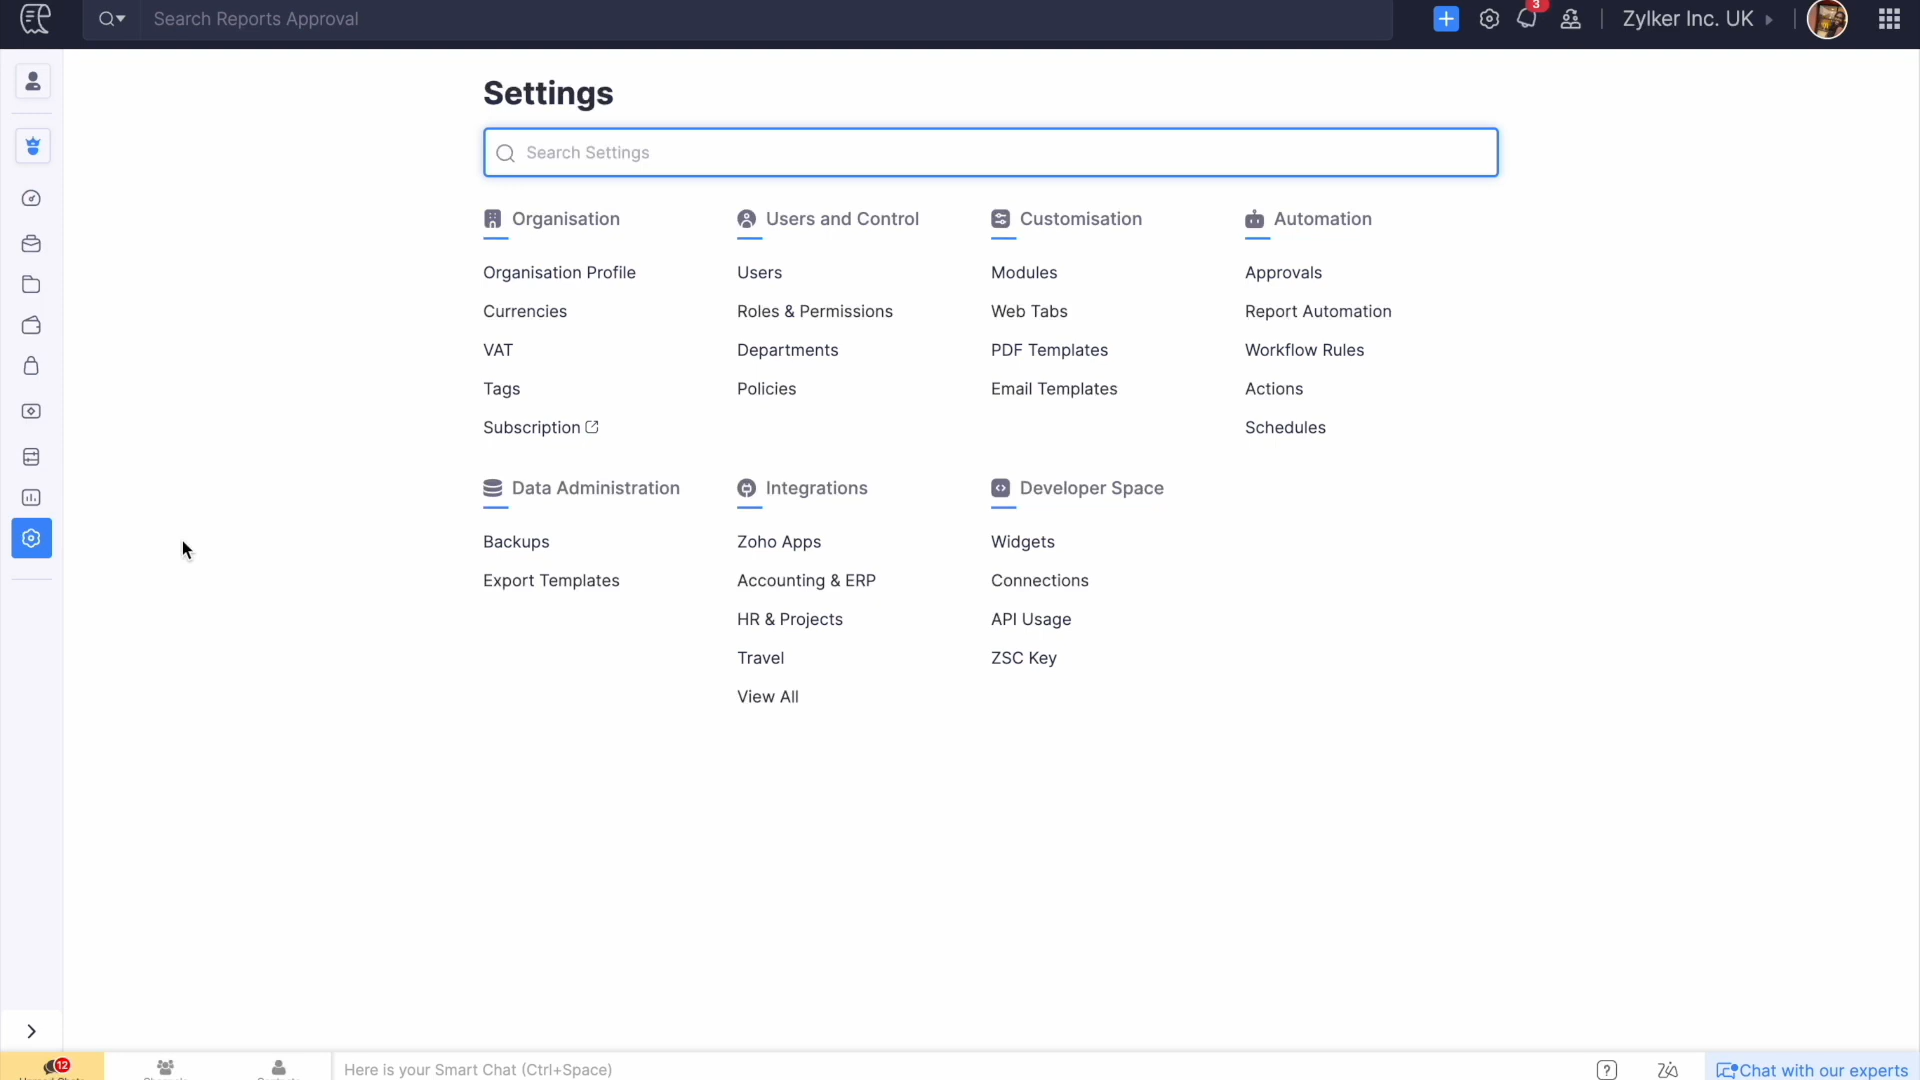 Search Reports Approval
3
Zylker Inc. UK
Settings
Search Settings
Organisation
Organisation Profile
Currencies
VAT
Tags
Subscription
Users and Control
Users
Roles & Permissions
Departments
Policies
Customisation
Modules
Web Tabs
PDF Templates
Email Templates
Automation
Approvals
Report Automation
Workflow Rules
Actions
Schedules
Data Administration
Backups
Export Templates
Integrations
Zoho Apps
Accounting & ERP
HR & Projects
Travel
View All
Developer Space
Widgets
Connections
API Usage
ZSC Key
12
Here is your Smart Chat (Ctrl+Space)
?
Chat with our experts